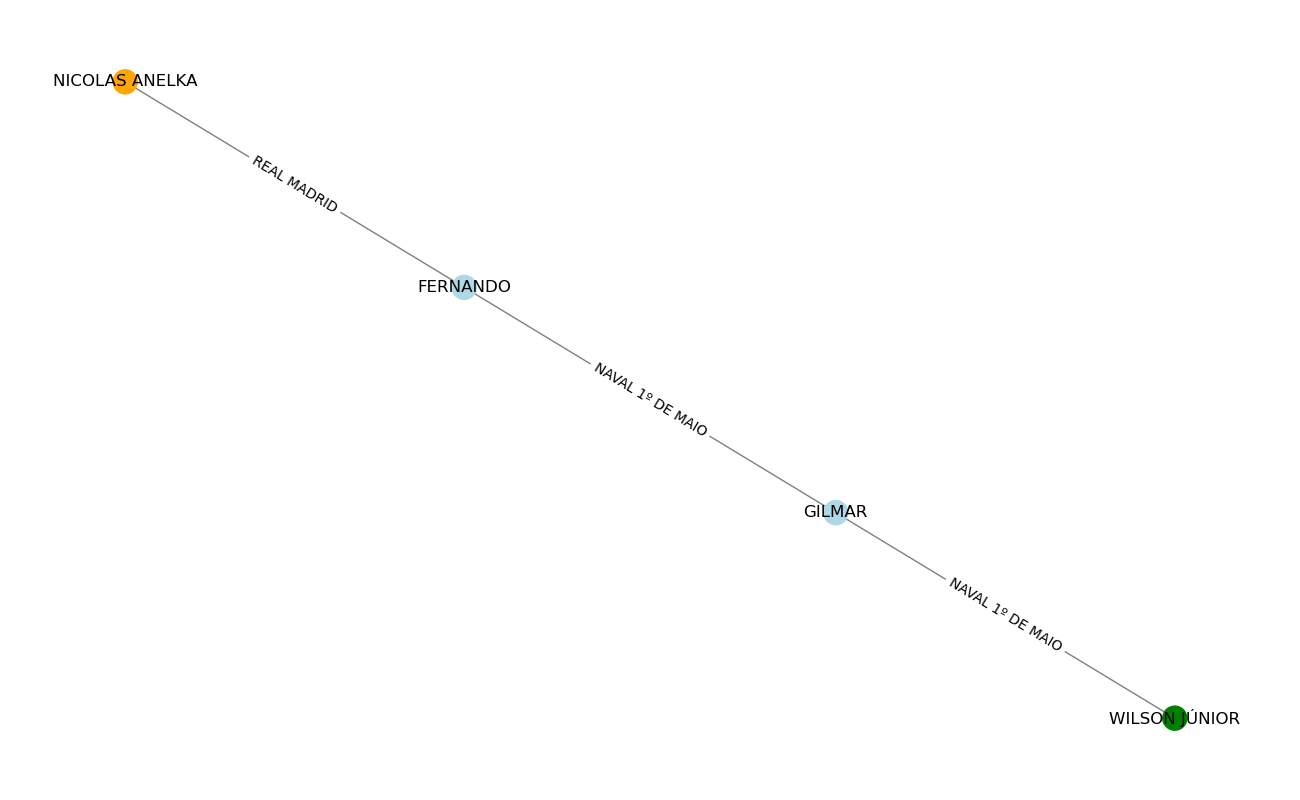 NICOLAS ANELKA
REAL MADRID
FERNANDO
NAVAL 1º DE MAIO
GILMAR
NAVAL 1º DE MAIO
WILSON JÚNIOR